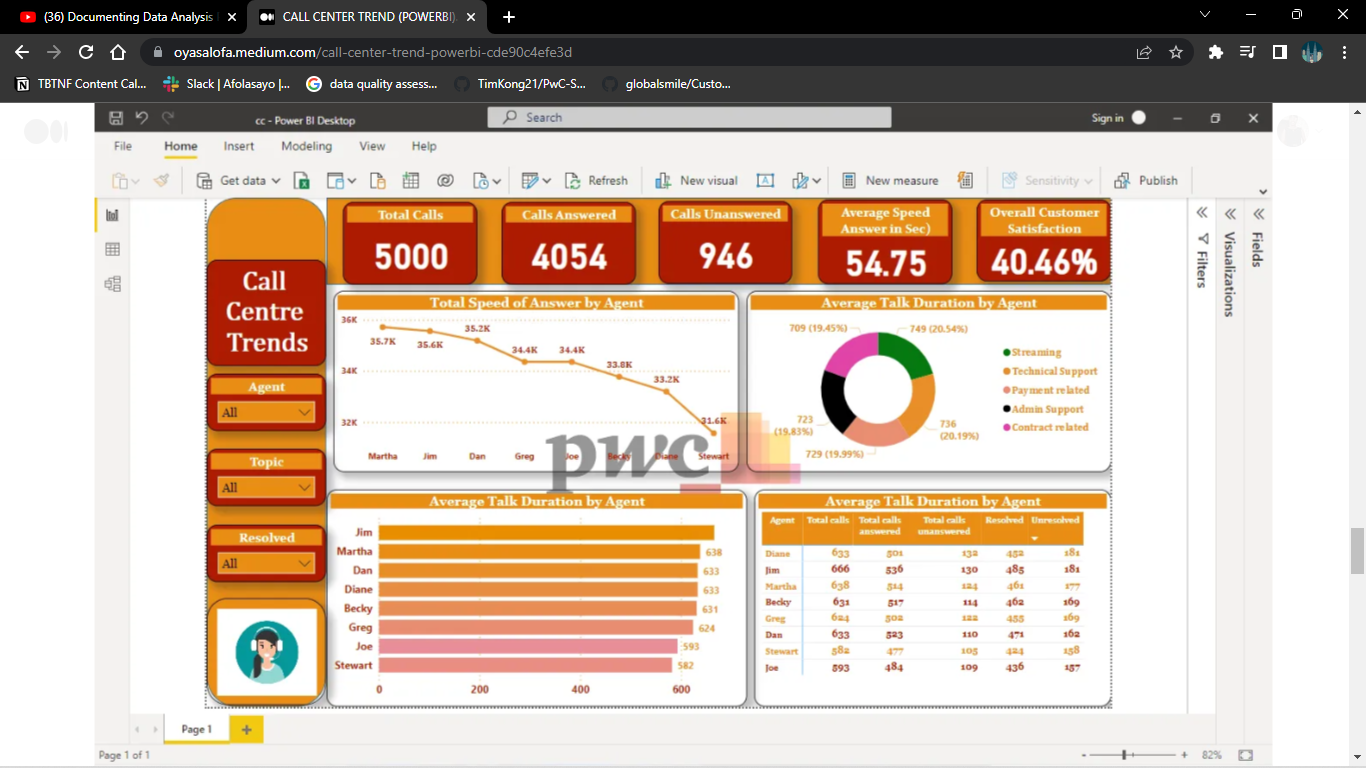 (36) Documenting Data Analysis
CALL CENTER TREND (POWERBI).
oyasalofa.medium.com/call-center-trend-powerbi-cde90c4efe3d
TBTNF Content Cal...
Slack | Afolasayo |...
data quality assess...
TimKong21/PwC-S...
globalsmile/Custo...
cc - Power BI Desktop
Search
Sign in
File Home Insert Modeling View Help
Get data
Refresh
New visual
New measure
Sensitivity
Publish
Total Calls
5000
Calls Answered
4054
Calls Unanswered
946
Average Speed
Answer in Sec)
54.75
Overall Customer
Satisfaction
40.46%
Call
Centre
Trends
Agent
All
Topic
All
Resolved
All
Total Speed of Answer by Agent
36K
34K
32K
35.7K
35.6K
35.2K
34.4K
34.4K
33.8K
33.2K
31.6K
Martha Jim Dan Greg Joe Becky Diane Stewart
pwc
Average Talk Duration by Agent
709 (19.45%)
749 (20.54%)
723
(19.83%)
736
(20.19%)
729 (19.99%)
Streaming
Technical Support
Payment related
Admin Support
Contract related
Average Talk Duration by Agent
Jim
Martha 638
Dan 633
Diane 633
Becky 631
Greg 624
Joe 593
Stewart 582
0 200 400 600
Average Talk Duration by Agent
Agent Total calls Total calls Total calls Resolved Unresolved
answered unanswered
Diane 633 501 132 452 181
Jim 666 536 130 485 181
Martha 638 514 124 461 177
Becky 631 517 114 462 169
Greg 624 502 122 455 169
Dan 633 523 110 471 162
Stewart 582 477 105 424 158
Joe 593 484 109 436 157
Filters
Visualizations
Fields
Page 1
Page 1 of 1
82%